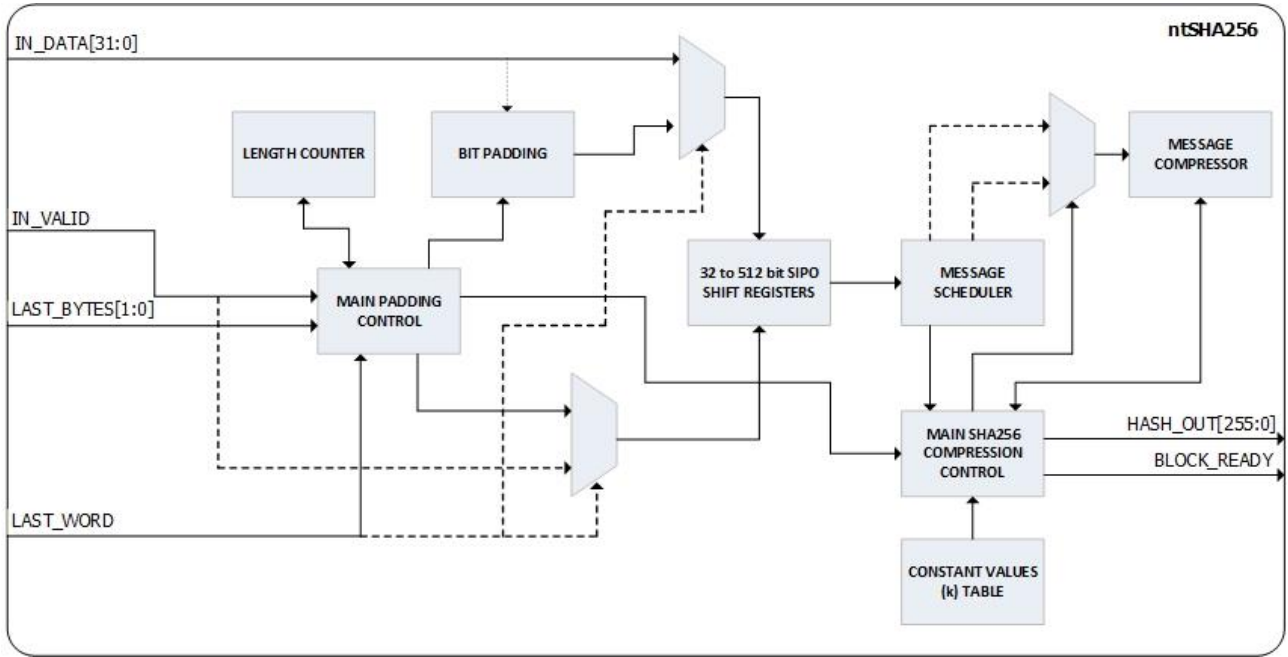 ntSHA256
IN_DATA[31:0]
LENGTH COUNTER
BIT PADDING
MESSAGE
COMPRESSOR
IN_VALID
32 to 512 bit SIPO
SHIFT REGISTERS
MESSAGE
SCHEDULER
LAST_BYTES[1:0]
MAIN PADDING
CONTROL
HASH_OUT[255:0]
MAIN SHA256
COMPRESSION
CONTROL
BLOCK_READY
LAST_WORD
CONSTANT VALUES
(k) TABLE